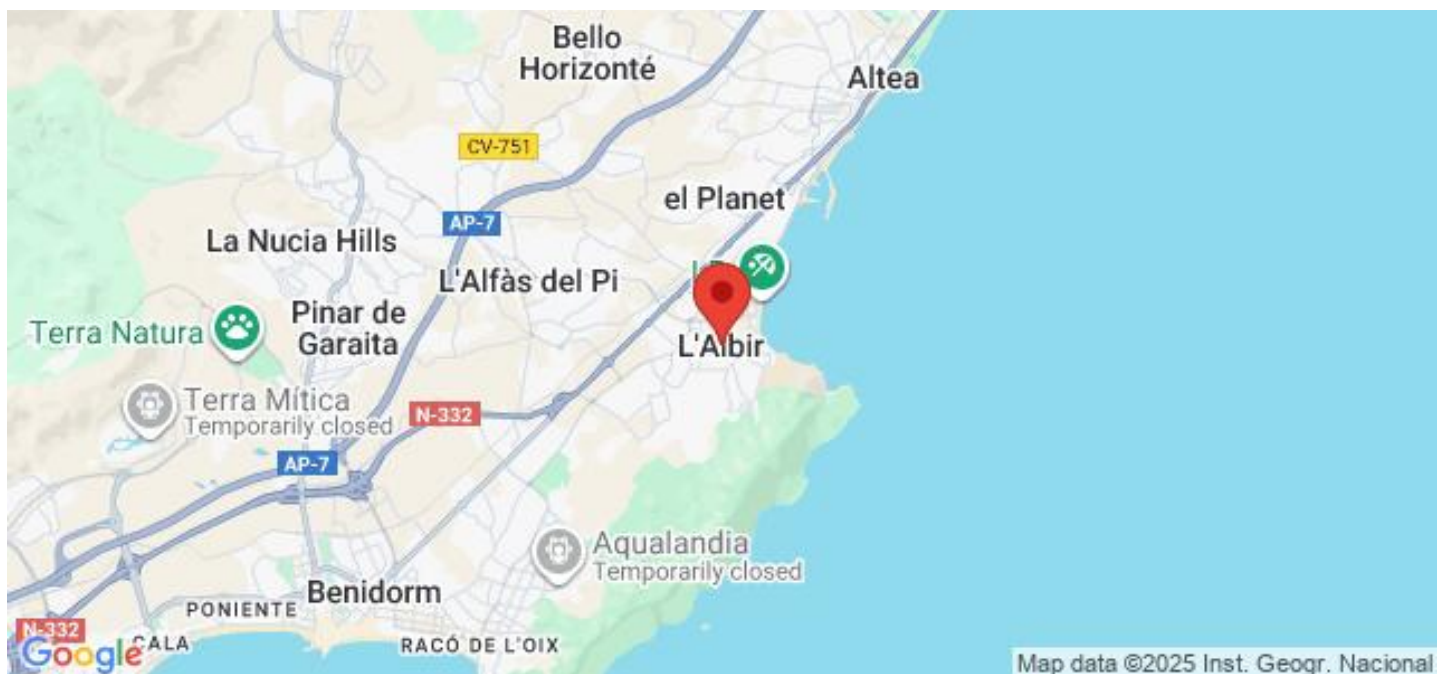 Bello
Horizonté
Altea
CV-751
el Planet
AP-7
La Nucia Hills
L'Alfàs del Pi
Pinar de
Garaita
Terra Natura
L'Albir
Terra Mítica
Temporarily closed
N-332
AP-7
Aqualandia
Temporarily closed
Benidorm
PONIENTE
N-332
CALA
RACÓ DE L'OIX
Google
Map data ©2025 Inst. Geogr. Nacional